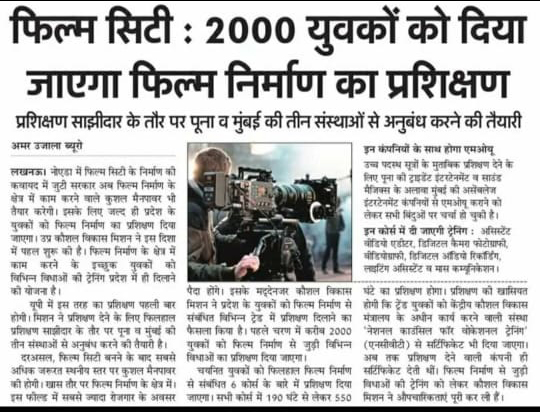 फिल्म सिटी : 2000 युवकों को दिया
जाएगा फिल्म निर्माण का प्रशिक्षण
प्रशिक्षण साझीदार के तौर पर पूना व मुंबई की तीन संस्थाओं से अनुबंध करने की तैयारी
अमर उजाला ब्यूरो
लखनऊ। नोएडा में फिल्म सिटी के निर्माण की
कवायद में जुटी सरकार अब फिल्म निर्माण के
क्षेत्र में काम करने वाले कुशल मैनपावर भी
तैयार करेगी। इसके लिए जल्द ही प्रदेश के
युवकों को फिल्म निर्माण का प्रशिक्षण दिया
जाएगा। उप्र कौशल विकास मिशन ने इस दिशा
में पहल शुरू की है। फिल्म निर्माण के क्षेत्र में
काम करने के इच्छुक युवकों को
विभिन्न विधाओं की ट्रेनिंग प्रदेश में ही दिलाने
की योजना है।
यूपी में इस तरह का प्रशिक्षण पहली बार
होगी। मिशन ने प्रशिक्षण देने के लिए फिलहाल
प्रशिक्षण साझीदार के तौर पर पूना व मुंबई की
तीन संस्थाओं से अनुबंध करने की तैयारी है।
दरअसल, फिल्म सिटी बनने के बाद सबसे
अधिक जरूरत स्थानीय स्तर पर कुशल मैनपावर
की होगी। खास तौर पर फिल्म निर्माण के क्षेत्र में।
इस फील्ड में सबसे ज्यादा रोजगार के अवसर
पैदा होंगे। इसके मद्देनजर कौशल विकास
मिशन ने प्रदेश के युवकों को फिल्म निर्माण से
संबंधित विभिन्न ट्रेड में प्रशिक्षण दिलाने का
फैसला किया है। पहले चरण में करीब 2000
युवकों को फिल्म निर्माण से जुड़ी विभिन्न
विधाओं का प्रशिक्षण दिया जाएगा।
चयनित युवकों को फिलहाल फिल्म निर्माण
से संबंधित 6 कोर्स के बारे में प्रशिक्षण दिया
जाएगा। सभी कोर्स में 190 घंटे से लेकर 550
इन कंपनियों के साथ होगा एमओयू
उच्च पदस्थ सूत्रों के मुताबिक प्रशिक्षण देने के
लिए पूना की ट्राइडेंट इंटरटेनमेंट व साउंड
मैजिक्स के अलावा मुंबई की असेंबलेज
इंटरटेनमेंट कंपनियों से एमओयू कराने को
लेकर सभी बिंदुओं पर चर्चा हो चुकी है।
इन कोर्स में दी जाएगी ट्रेनिंग : असिस्टेंट
वीडियो एडीटर, डिजिटल कैमरा फोटोग्राफी,
वीडियोग्राफी, डिजिटल ऑडियो रिकॉर्डिंग,
लाइटिंग असिस्टेंट व मास कम्युनिकेशन।
घंटे का प्रशिक्षण होगा। प्रशिक्षण की खासियत
होगी कि ट्रेंड युवकों को केंद्रीय कौशल विकास
मंत्रालय के अधीन कार्य करने वाली संस्था
'नेशनल काउंसिल फॉर वोकेशनल ट्रेनिंग'
(एनसीवीटी) से सर्टिफिकेट भी दिया जाएगा।
अब तक प्रशिक्षण देने वाली कंपनी ही
सर्टिफिकेट देती थीं। फिल्म निर्माण से जुड़ी
विधाओं की ट्रेनिंग को लेकर कौशल विकास
मिशन ने औपचारिकताएं पूरी कर ली हैं।